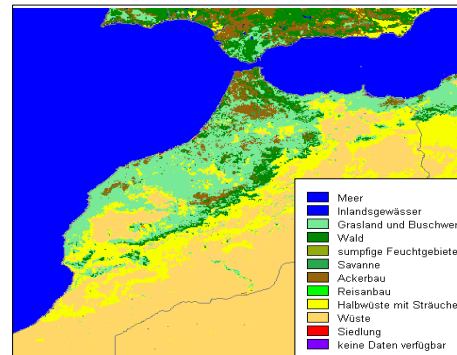 Meer
Inlandsgewässer
Grasland und Buschwer
Wald
sumpfige Feuchtgebiete
Savanne
Ackerbau
Reisanbau
Halbwüste mit Sträuche
Wüste
Siedlung
keine Daten verfügbar